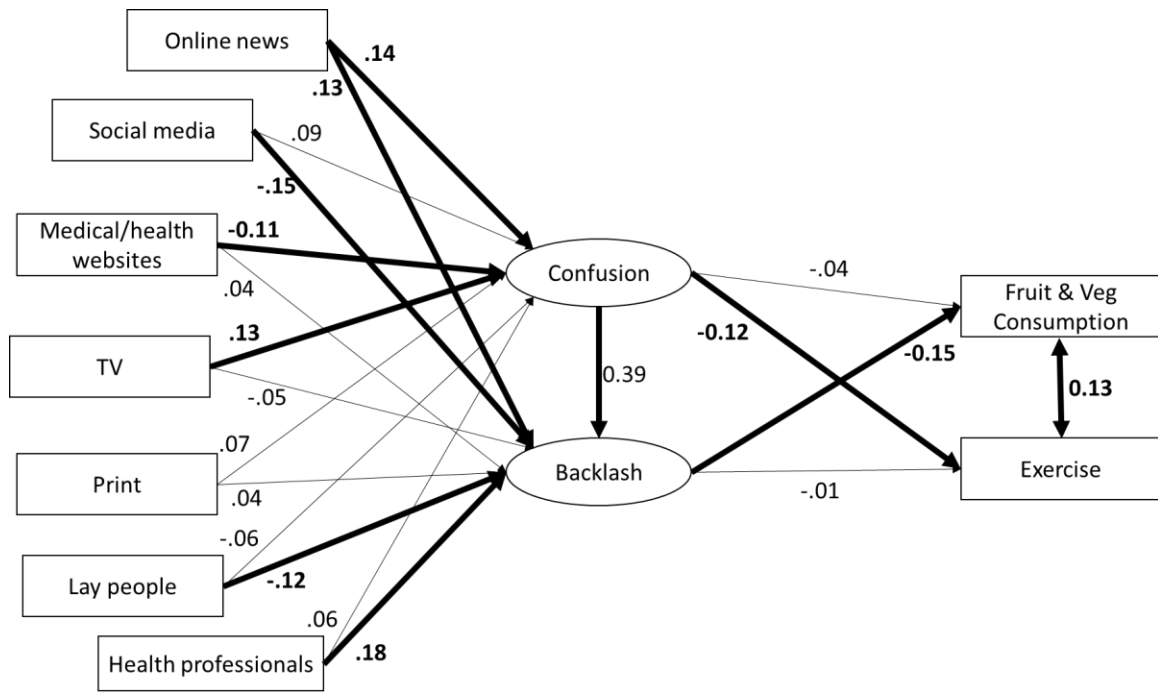 Online news
.14
.13
Social media
.09
-.15
Medical/health
websites
-0.11
.04
Confusion
-.04
Fruit & Veg
Consumption
TV
.13
-.05
-0.12
-0.15
0.39
0.13
Print
.07
.04
Backlash
-.01
Exercise
Lay people
-.06
-.12
Health professionals
.06
.18